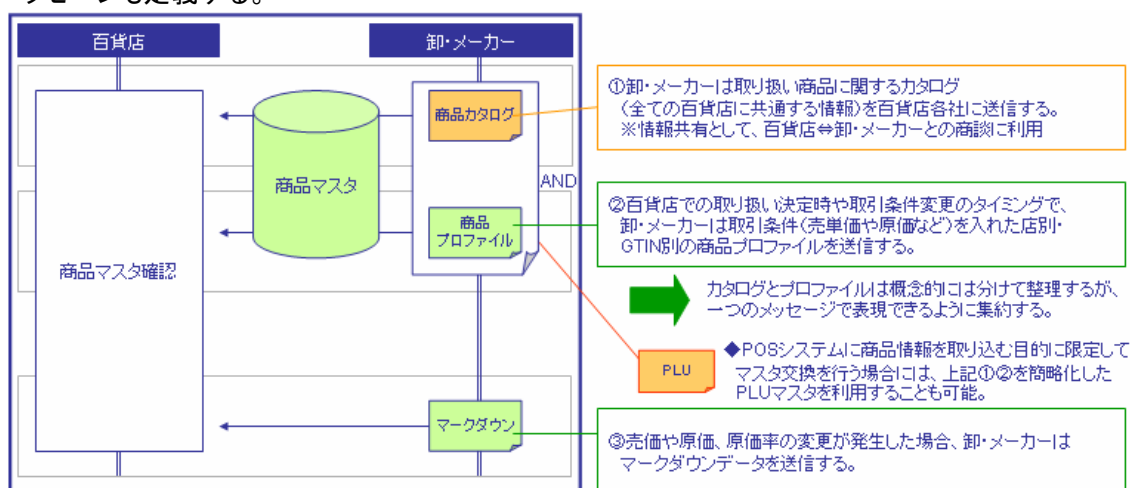 百貨店
卸・メーカー
商品カタログ
商品マスタ
AND
商品
プロファイル
商品マスタ確認
マークダウン
①卸・メーカーは取り扱い商品に関するカタログ
(全ての百貨店に共通する情報)を百貨店各社に送信する。
※情報共有として、百貨店⇔卸・メーカーとの商談に利用
②百貨店での取り扱い決定時や取引条件変更のタイミングで、
卸・メーカーは取引条件(売単価や原価など)を入れた店別・
GTIN別の商品プロファイルを送信する。
カタログとプロファイルは概念的には分けて整理するが、
一つのメッセージで表現できるように集約する。
PLU
◆POSシステムに商品情報を取り込む目的に限定して
マスタ交換を行う場合には、上記①②を簡略化した
PLUマスタを利用することも可能。
③売価や原価、原価率の変更が発生した場合、卸・メーカーは
マークダウンデータを送信する。